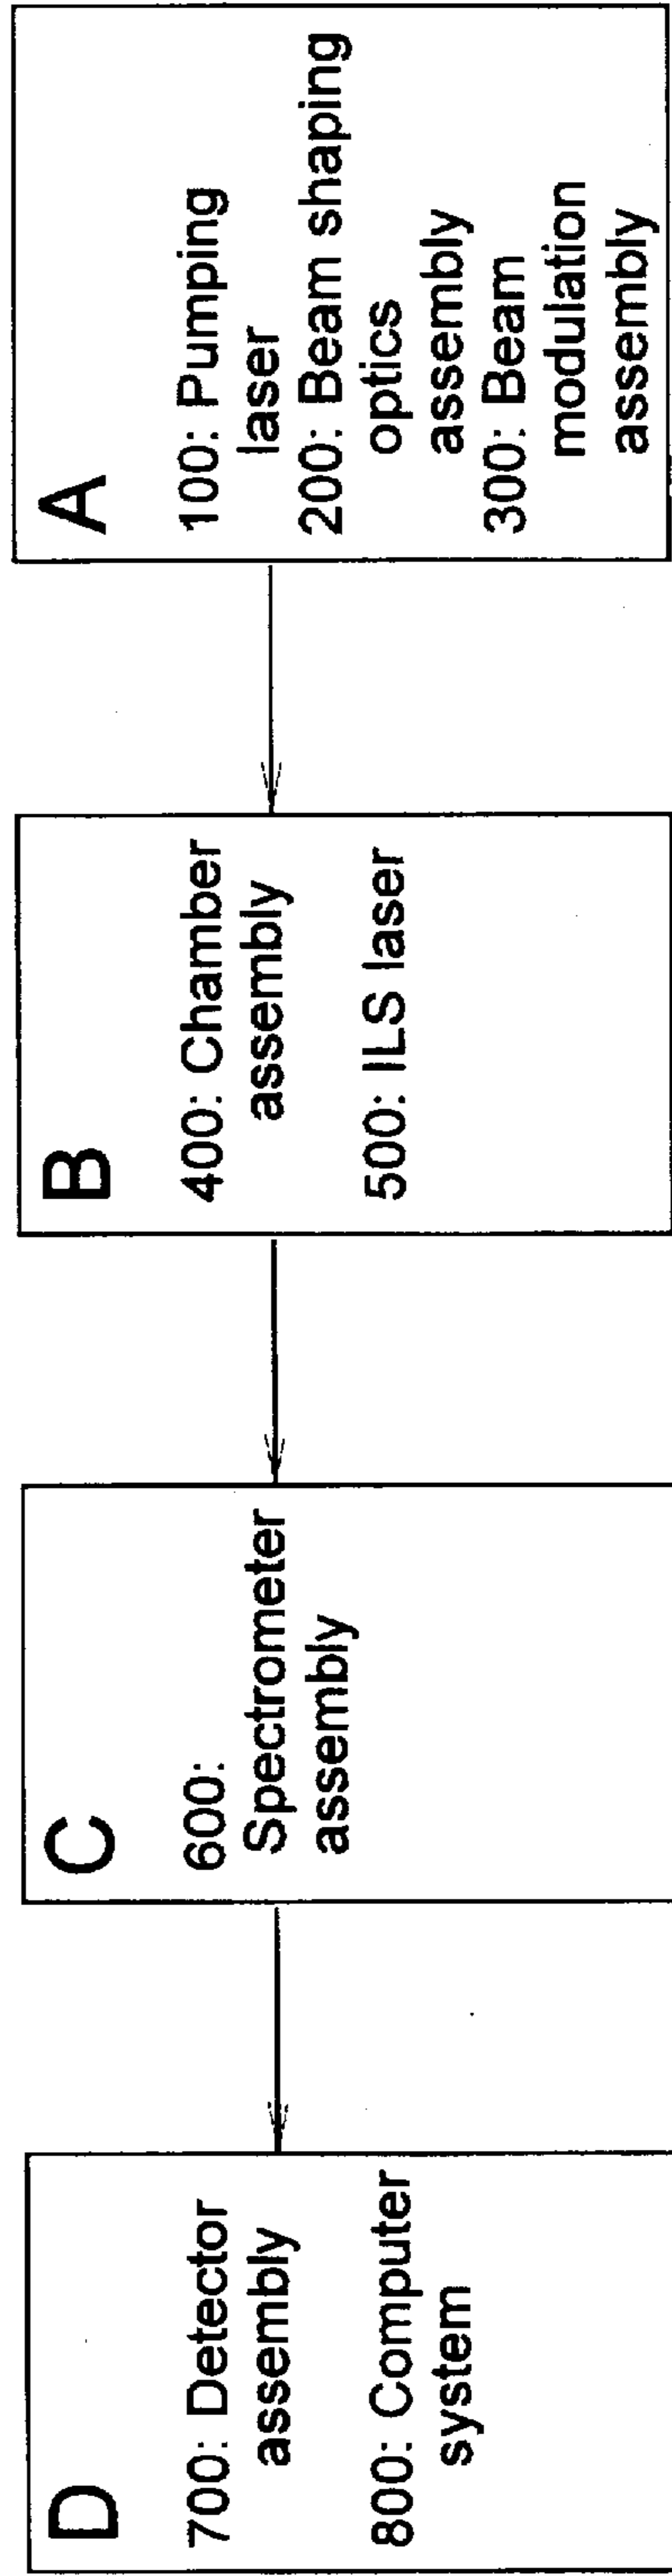 D
700: Detector
assembly
800: Computer
system
C
600:
Spectrometer
assembly
B
400: Chamber
assembly
500: ILS laser
A
100: Pumping
laser
200: Beam shaping
optics
assembly
300: Beam
modulation
assembly